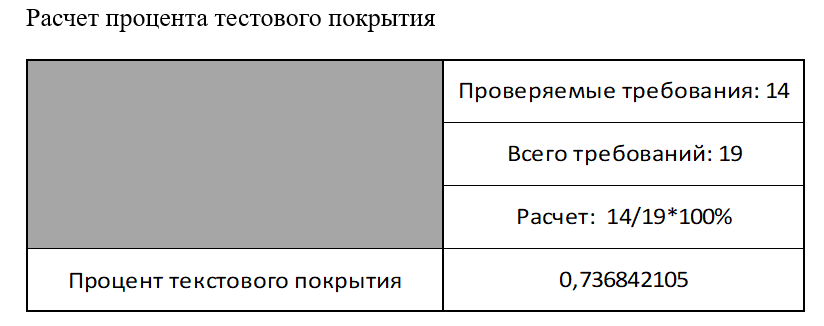 Расчет процента тестового покрытия
Проверяемые требования: 14
Всего требований: 19
Расчет: 14/19*100%
Процент текстового покрытия
0,736842105